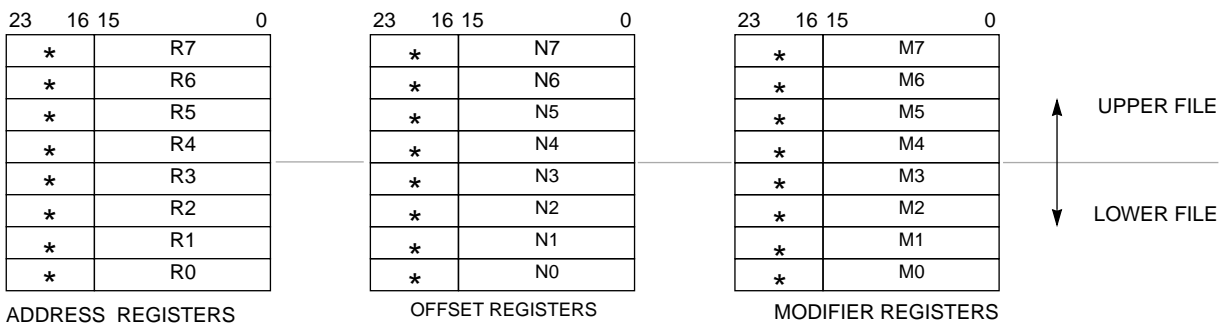 23 16 15 0 23 16 15 0 23 16 15 0
* R7 * N7 * M7
* R6 * N6 * M6
* R5 * N5 * M5 UPPER FILE
* R4 * N4 * M4
* R3 * N3 * M3
* R2 * N2 * M2 LOWER FILE
* R1 * N1 * M1
* R0 * N0 * M0
ADDRESS REGISTERS OFFSET REGISTERS MODIFIER REGISTERS